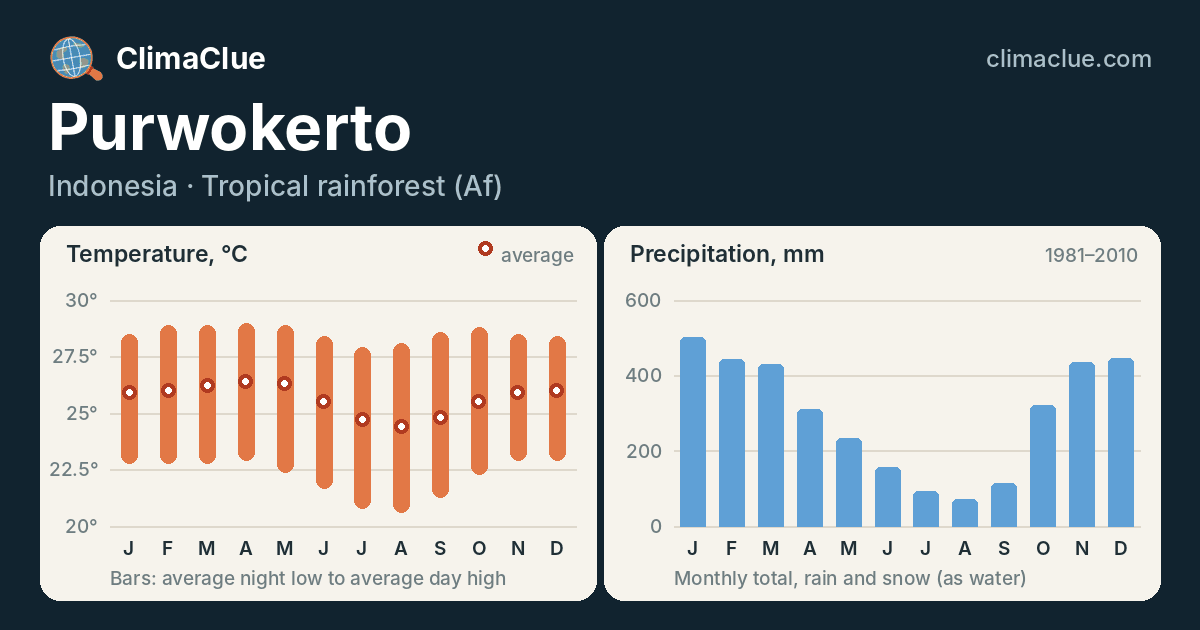 ClimaClue
climaclue.com
Purwokerto
Indonesia · Tropical rainforest (Af)
Temperature, °C
average
30°
27.5°
25°
22.5°
20°
J F M A M J J A S O N D
Bars: average night low to average day high
Precipitation, mm
1981–2010
600
400
200
0
J F M A M J J A S O N D
Monthly total, rain and snow (as water)